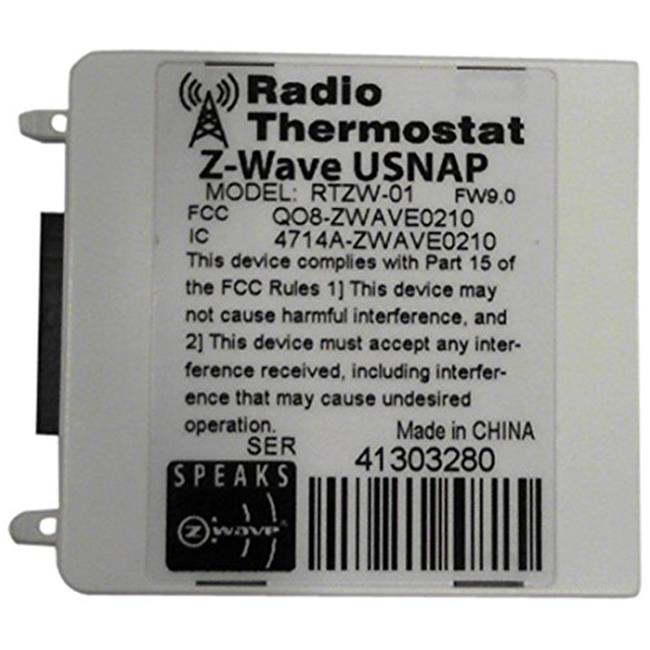 Radio
Thermostat
Z-Wave USNAP
MODEL: RTZW-01 FW9.0
FCC QO8-ZWAVE0210
IC 4714A-ZWAVE0210
This device complies with Part 15 of
the FCC Rules 1] This device may
not cause harmful interference, and
2] This device must accept any inter-
ference received, including interfer-
ence that may cause undesired
operation. Made in CHINA
SER 41303280
SPEAKS
Z wave®